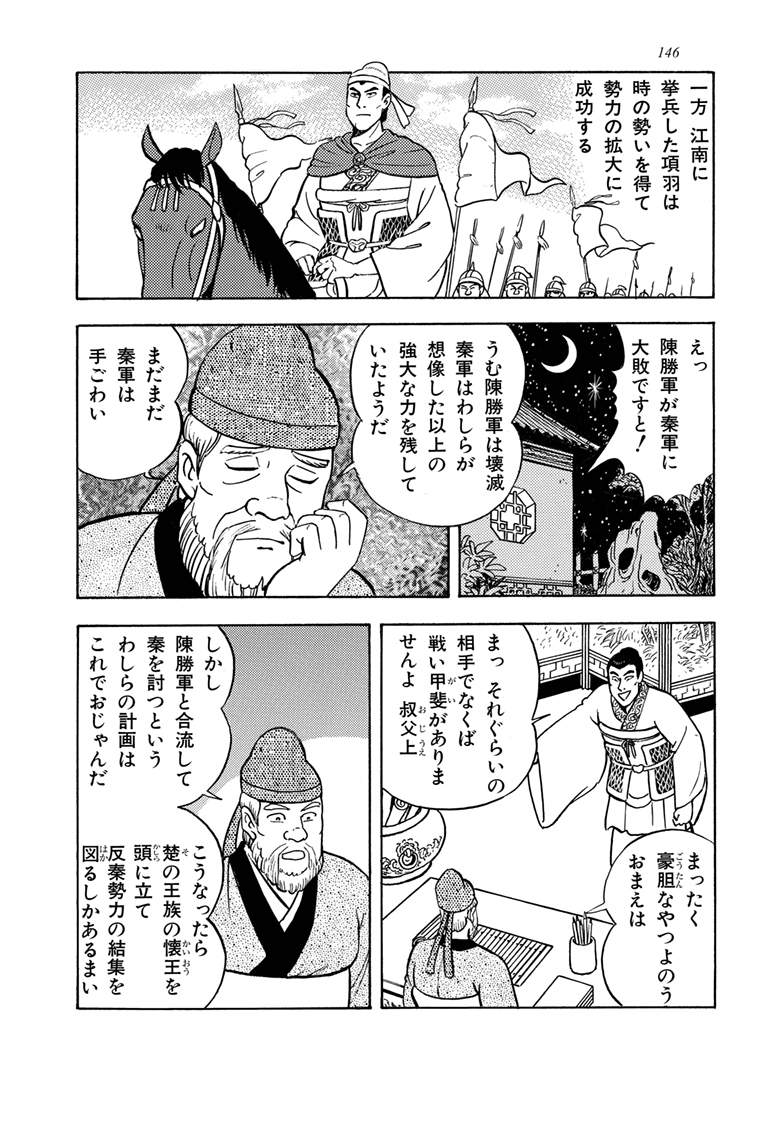 146
一方 江南に
挙兵した項羽は
時の勢いを得て
勢力の拡大に
成功する
えっ
陳勝軍が秦軍に
大敗ですと！
うむ陳勝軍は壊滅
秦軍はわしらが
想像した以上の
強大な力を残して
いたようだ
まだまだ
秦軍は
手ごわい
まっ それぐらいの
相手でなくば
戦い甲斐がありま
せんよ 叔父上
まったく
豪胆なやつよのう
おまえは
しかし
陳勝軍と合流して
秦を討つという
わしらの計画は
これでおじゃんだ
こうなったら
楚の王族の懐王を
頭に立て
反秦勢力の結集を
図るしかあるまい